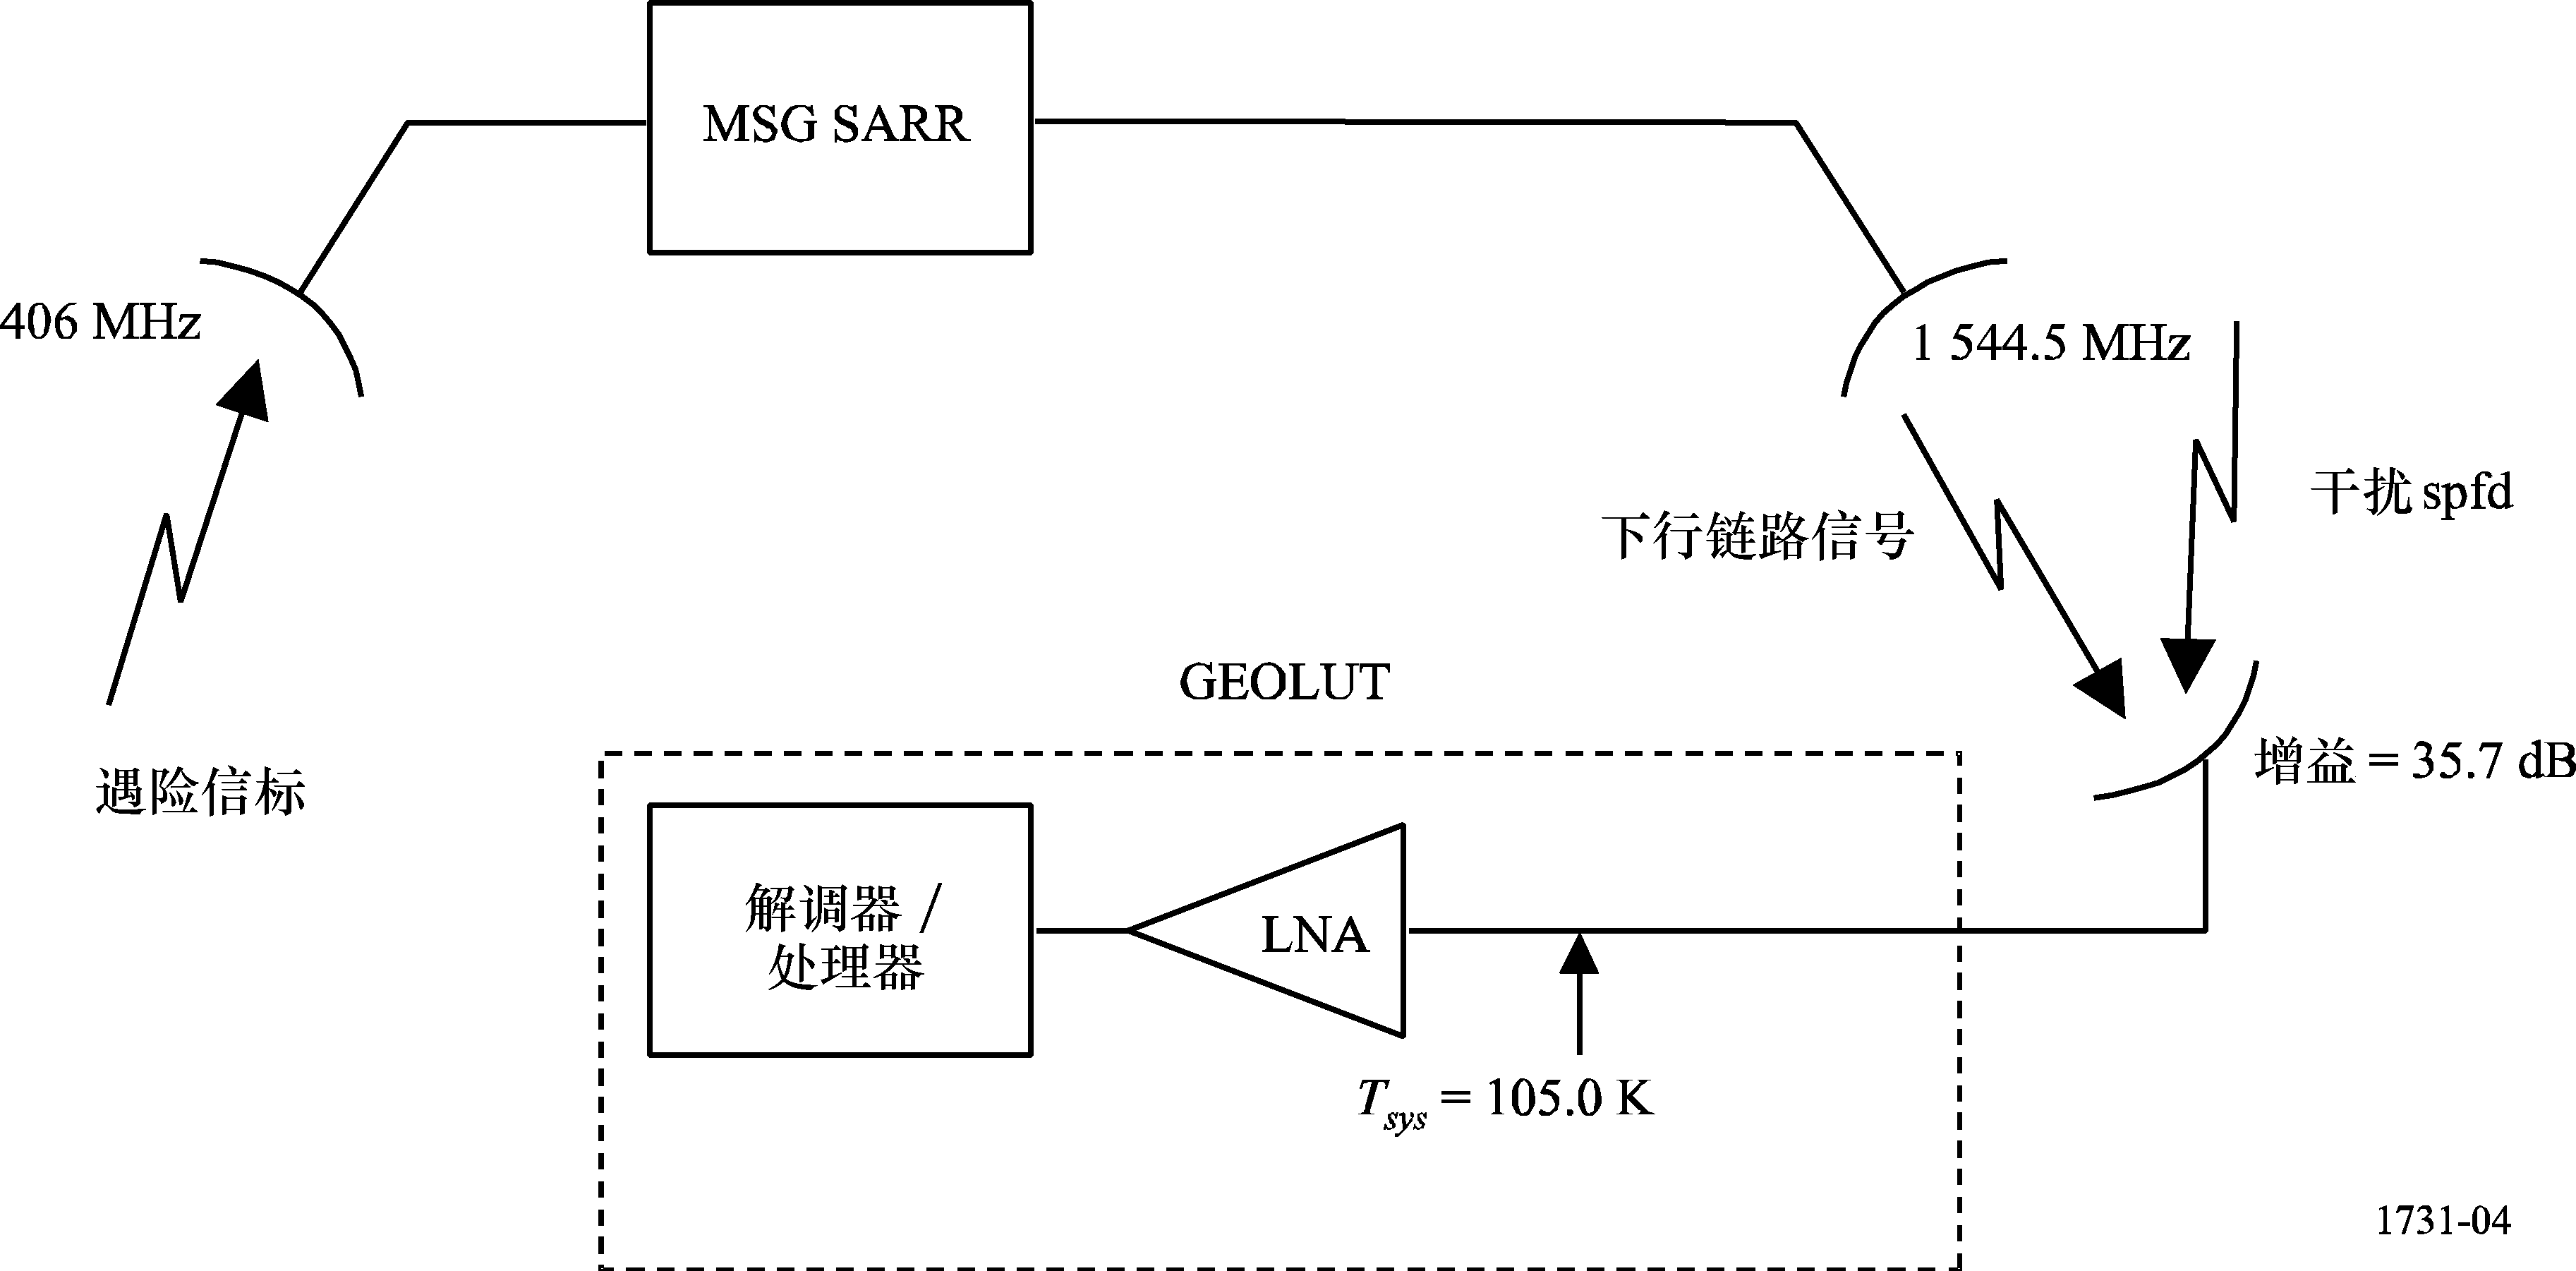 MSG SARR
406 MHz
1 544.5 MHz
干扰 spfd
下行链路信号
GEOLUT
遇险信标
增益 = 35.7 dB
解调器 /
处理器
LNA
Tsys = 105.0 K
1731-04